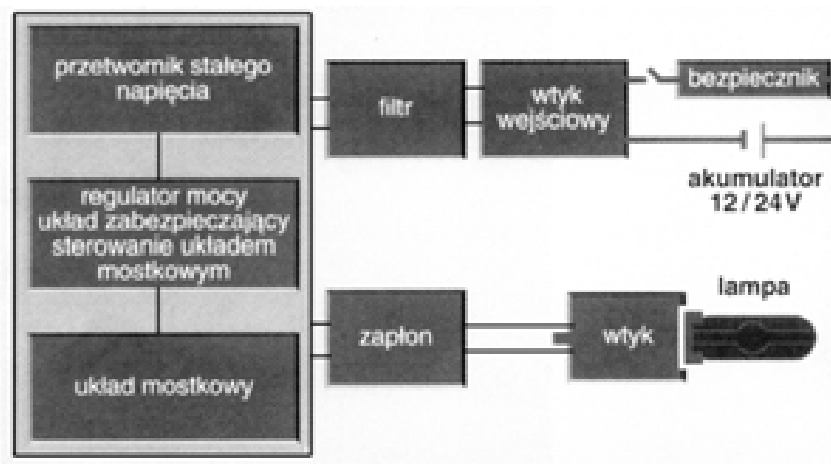 przetwornik stałego
napięcia
filtr
wtyk
wejściowy
bezpiecznik
akumulator
12/24V
regulator mocy
układ zabezpieczający
sterowanie układem
mostkowym
lampa
zapłon
wtyk
układ mostkowy